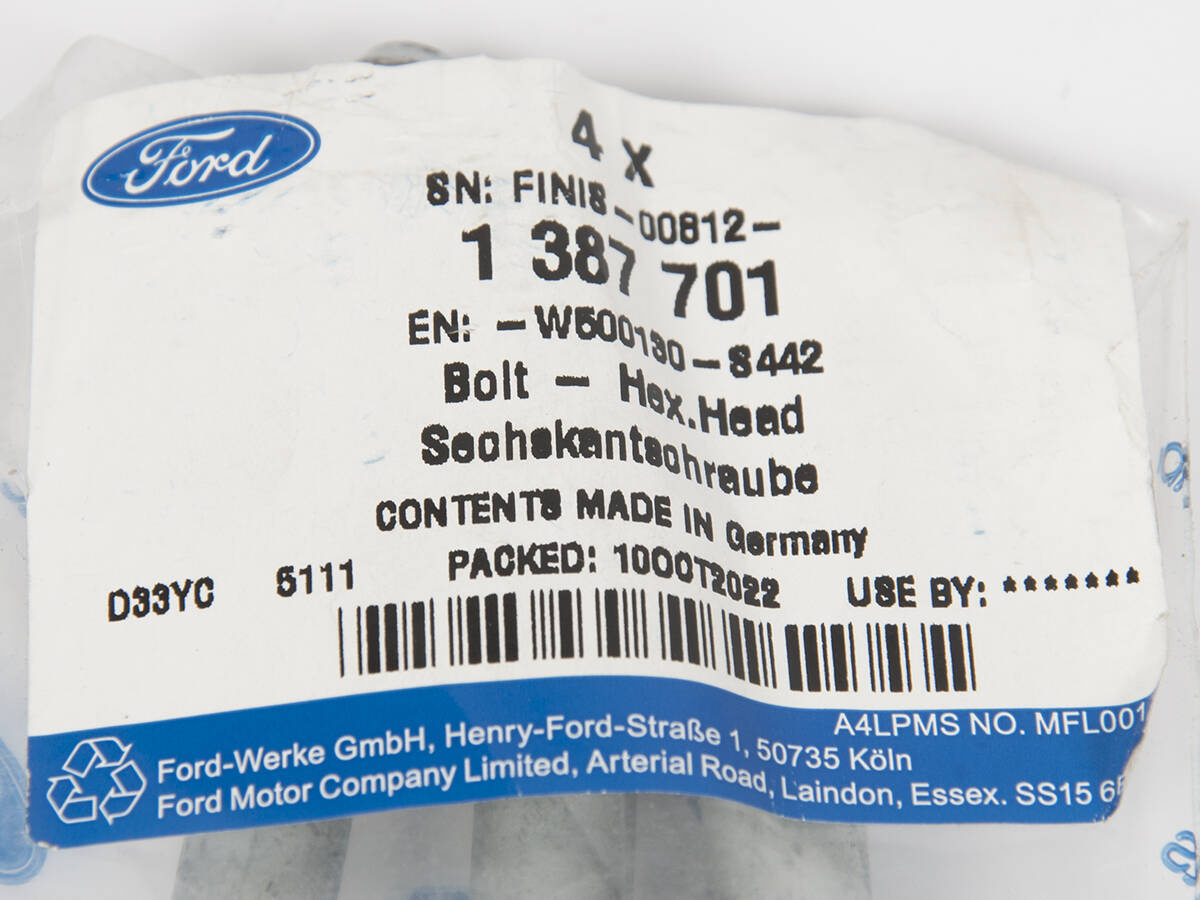 Ford
4 X
SN: FINIS-00812-
1 387 701
EN: -W500130-S442
Bolt - Hex.Head
Sechskantschraube
CONTENTS MADE IN Germany
D33YC 5111 PACKED: 10OCT2022 USE BY: *******
A4LPMS NO. MFL001
Ford-Werke GmbH, Henry-Ford-Straße 1, 50735 Köln
Ford Motor Company Limited, Arterial Road, Laindon, Essex. SS15 6